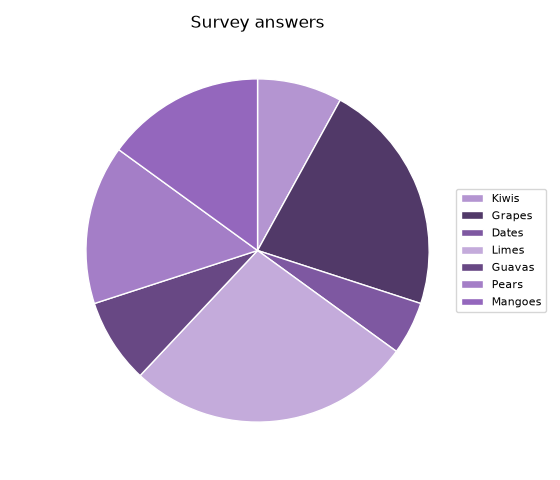 Survey answers
Kiwis
Grapes
Dates
Limes
Guavas
Pears
Mangoes